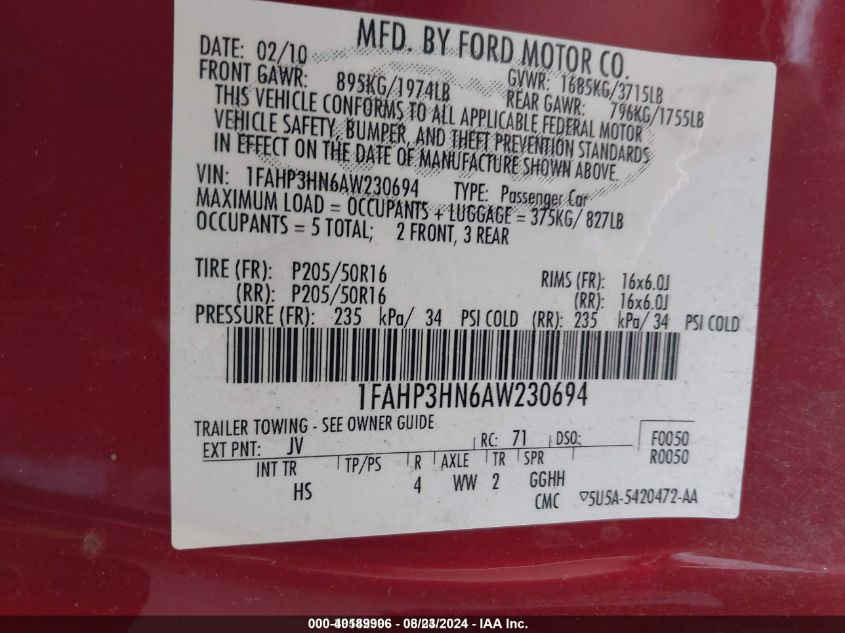 MFD. BY FORD MOTOR CO.
DATE: 02/10 GVWR: 1685KG/3715LB
FRONT GAWR: 895KG/1974LB REAR GAWR: 796KG/1755LB
THIS VEHICLE CONFORMS TO ALL APPLICABLE FEDERAL MOTOR
VEHICLE SAFETY, BUMPER, AND THEFT PREVENTION STANDARDS
IN EFFECT ON THE DATE OF MANUFACTURE SHOWN ABOVE.
VIN: 1FAHP3HN6AW230694 TYPE: Passenger Car
MAXIMUM LOAD = OCCUPANTS + LUGGAGE = 375KG/ 827LB
OCCUPANTS = 5 TOTAL; 2 FRONT, 3 REAR
TIRE (FR): P205/50R16 RIMS (FR): 16x6.0J
(RR): P205/50R16 (RR): 16x6.0J
PRESSURE (FR): 235 kPa/ 34 PSI COLD (RR): 235 kPa/ 34 PSI COLD
1FAHP3HN6AW230694
TRAILER TOWING - SEE OWNER GUIDE
EXT PNT: JV RC: 71 DSO: F0050
R0050
INT TR TP/PS R AXLE TR SPR
HS 4 WW 2 GGHH
CMC 5U5A-5420472-AA
- 08/23/2024 - IAAI Holdings, LLC.